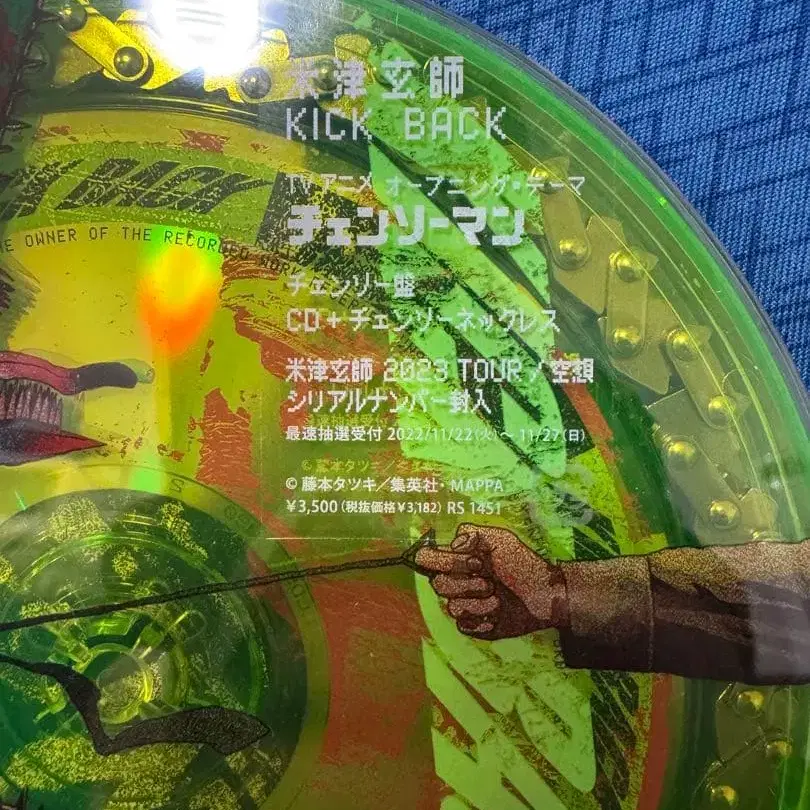 米津玄師
KICK BACK
TVアニメ オープニング・テーマ
チェンソーマン
チェンソー盤
CD+チェンソーネックレス
米津玄師 2023 TOUR / 空想
シリアルナンバー封入
最速抽選受付 2022/11/22(火)〜11/27(日)
© 藤本タツキ/集英社・MAPPA
¥3,500(税抜価格¥3,182) RS 1451
BACK
OWNER OF THE RECORDED